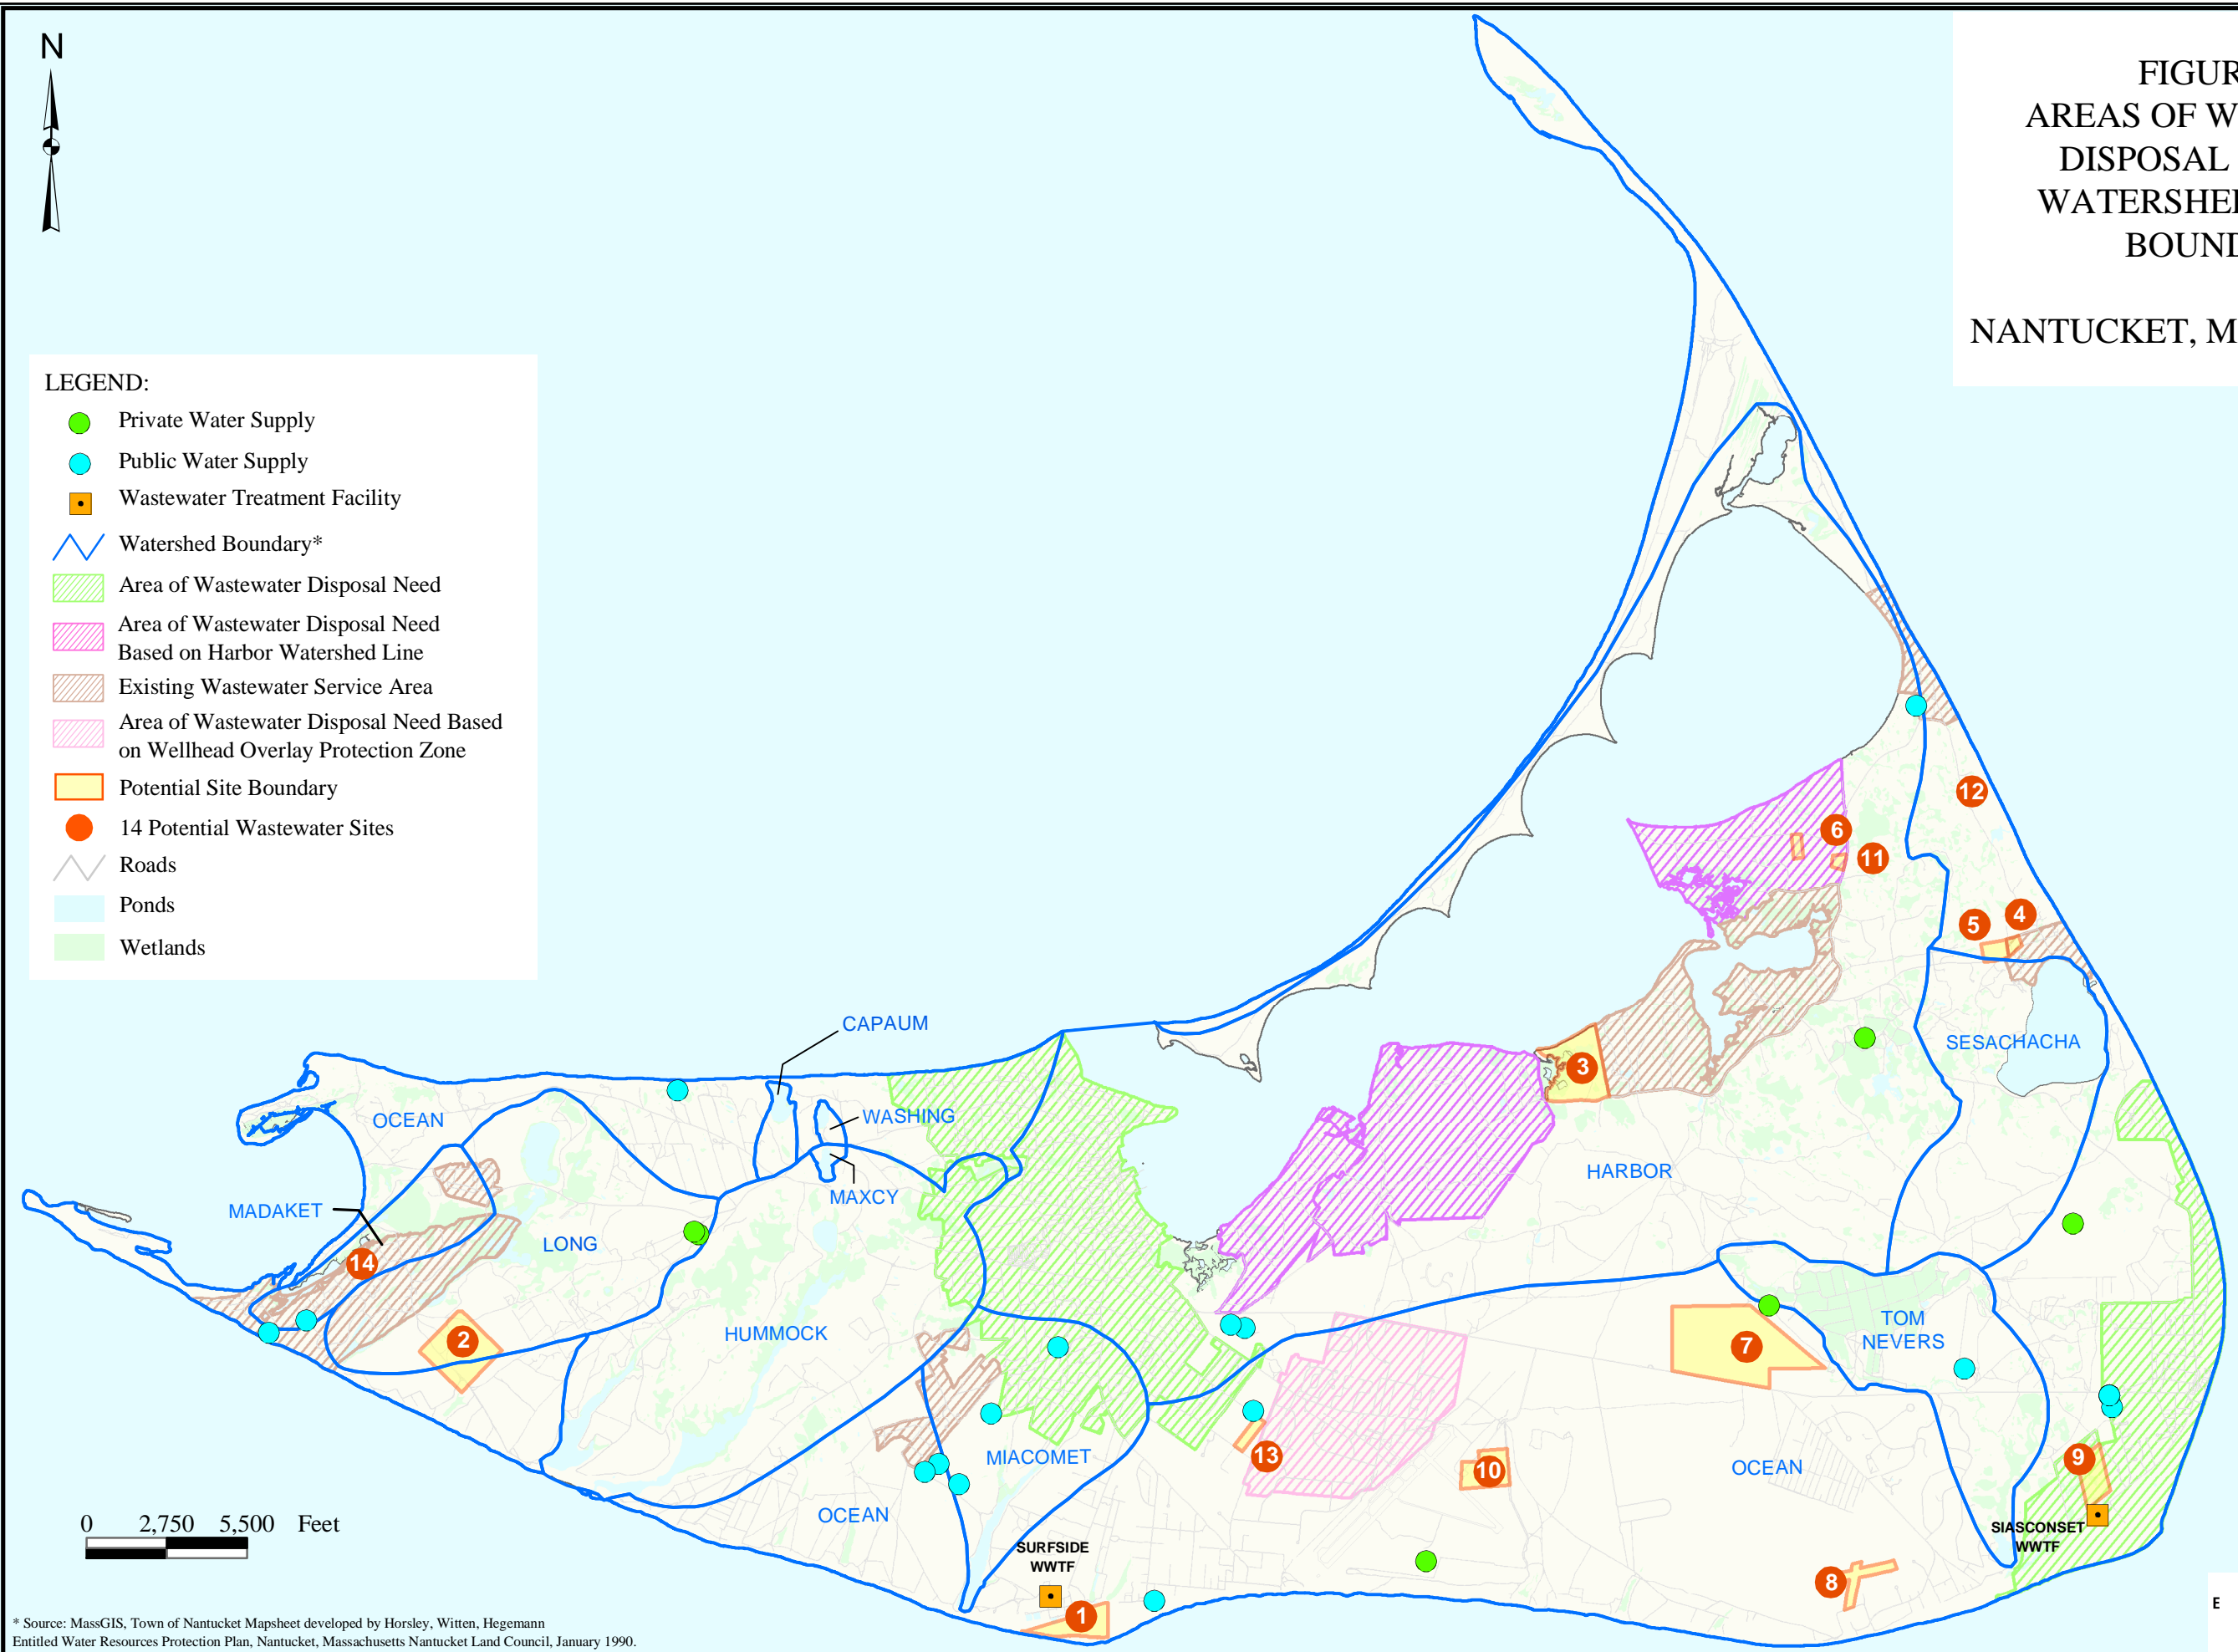 N
FIGUR
AREAS OF W
DISPOSAL
WATERSHE
BOUND
NANTUCKET, M
LEGEND:
Private Water Supply
Public Water Supply
Wastewater Treatment Facility
Watershed Boundary*
Area of Wastewater Disposal Need
Area of Wastewater Disposal Need
Based on Harbor Watershed Line
Existing Wastewater Service Area
Area of Wastewater Disposal Need Based
on Wellhead Overlay Protection Zone
Potential Site Boundary
14 Potential Wastewater Sites
Roads
Ponds
Wetlands
12
6
11
5
4
CAPAUM
SESACHACHA
3
OCEAN
WASHING
HARBOR
MAXCY
MADAKET
LONG
14
HUMMOCK
2
TOM
NEVERS
7
MIACOMET
13
10
OCEAN
9
OCEAN
0 2,750 5,500 Feet
SURFSIDE
WWTF
SIASCONSET
WWTF
8
1
E
* Source: MassGIS, Town of Nantucket Mapsheet developed by Horsley, Witten, Hegemann
Entitled Water Resources Protection Plan, Nantucket, Massachusetts Nantucket Land Council, January 1990.